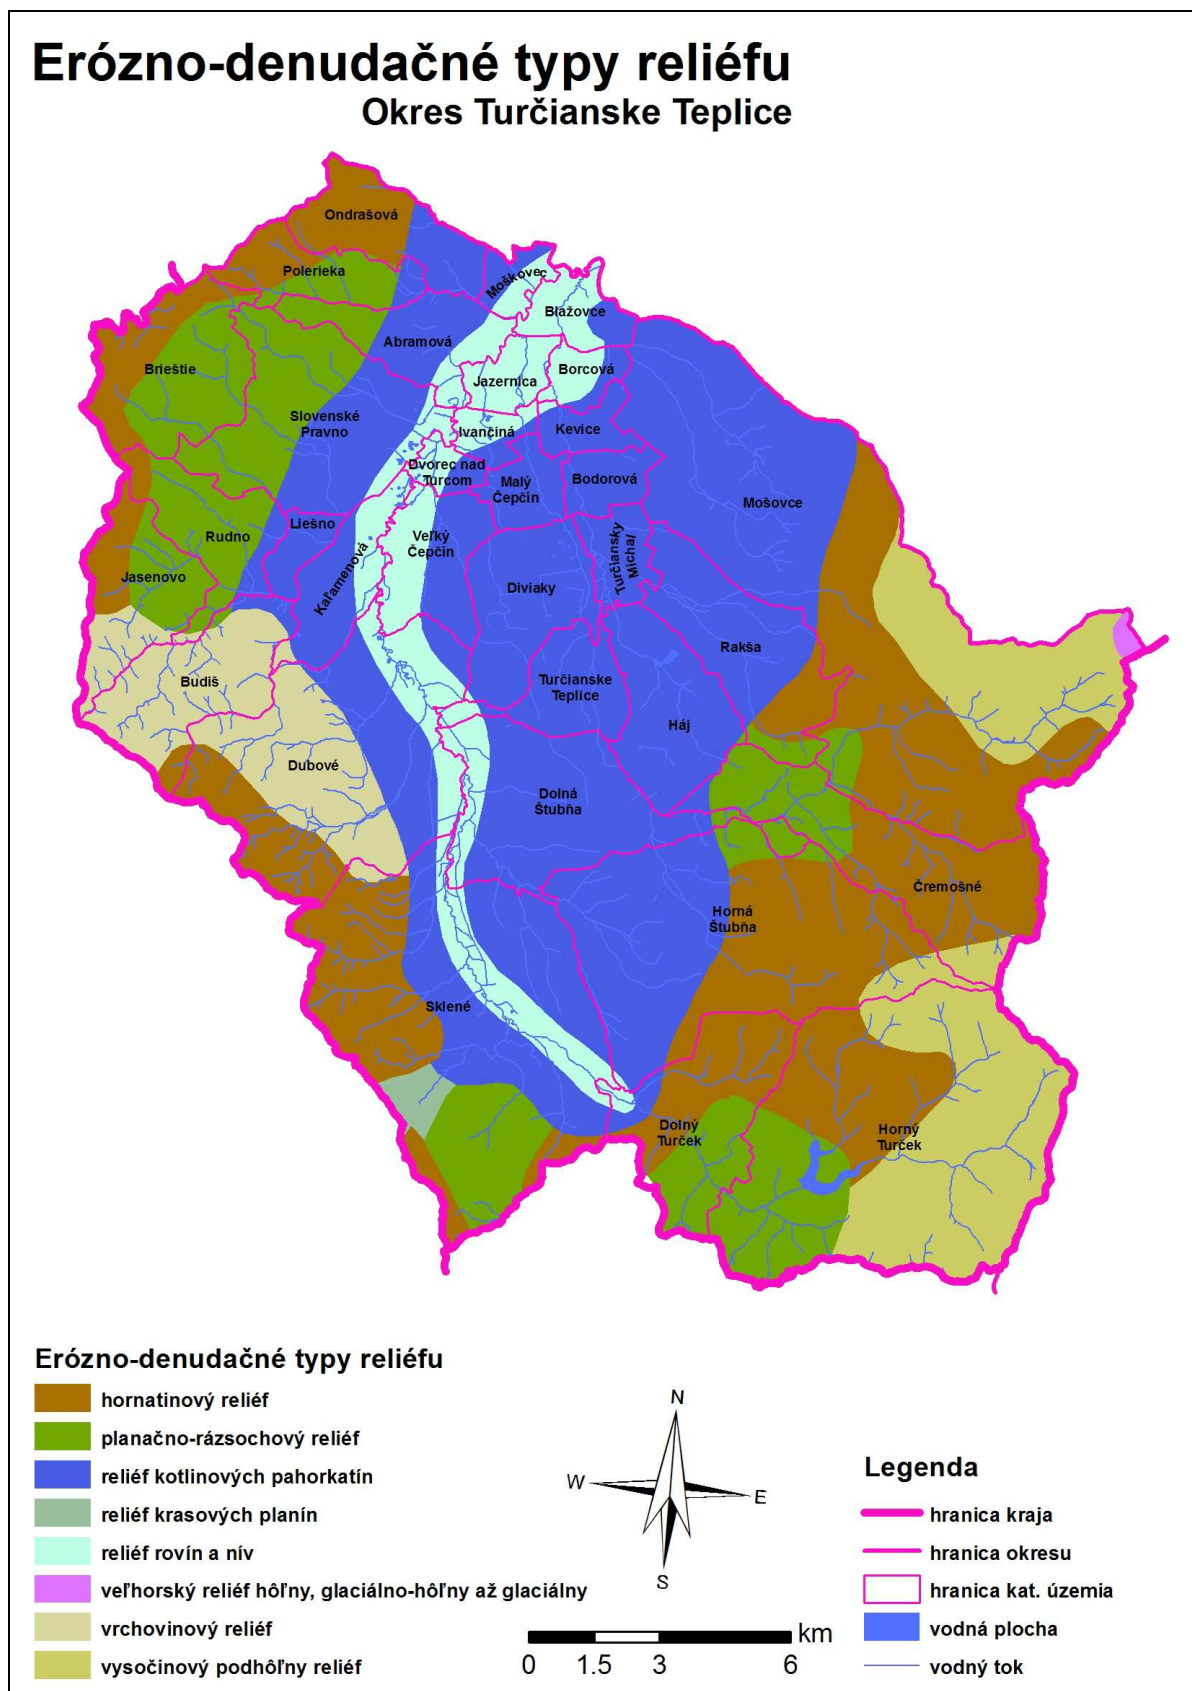 Erózno-denudačné typy reliéfu
Okres Turčianske Teplice
Ondrašová
Polerieka
Moškovec
Blažovce
Abramová
Brieštie
Jazernica
Borcová
Slovenské
Pravno
Ivančiná
Kevice
Dvorec nad
Turcom
Malý
Čepčín
Bodorová
Mošovce
Liešno
Rudno
Veľký
Čepčín
Turčiansky
Michal
Jasenovo
Kaľamenová
Diviaky
Rakša
Budiš
Turčianske
Teplice
Háj
Dubové
Dolná
Štubňa
Čremošné
Horná
Štubňa
Sklené
Dolný
Turček
Horný
Turček
Erózno-denudačné typy reliéfu
hornatinový reliéf
planačno-rázsochový reliéf
reliéf kotlinových pahorkatín
reliéf krasových planín
reliéf rovín a nív
veľhorský reliéf hôľny, glaciálno-hôľny až glaciálny
vrchovinový reliéf
vysočinový podhôľny reliéf
N
W
E
S
km
0 1.5 3 6
Legenda
hranica kraja
hranica okresu
hranica kat. územia
vodná plocha
vodný tok